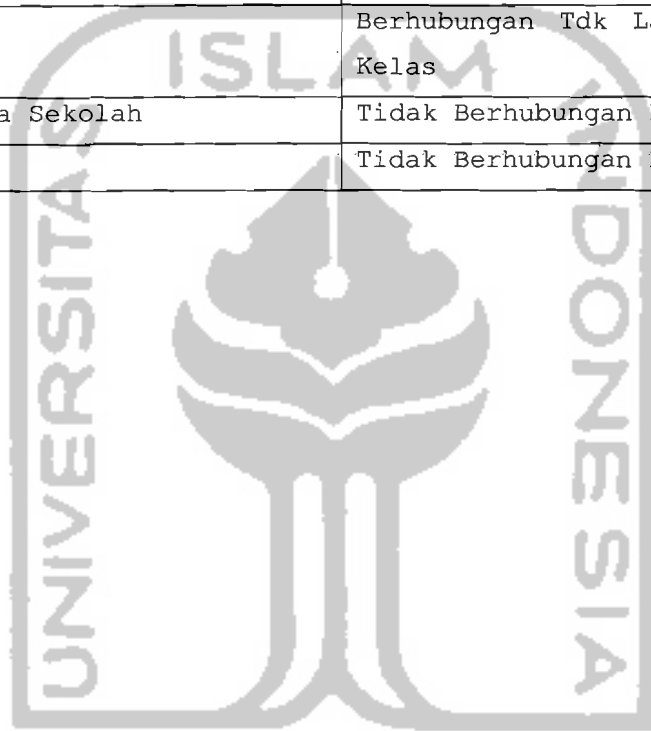 Berhubungan Tdk
Kelas
Sekolah Tidak Berhubungan
Tidak Berhubungan
UNIVERSITAS
ISLAM
INDONESIA